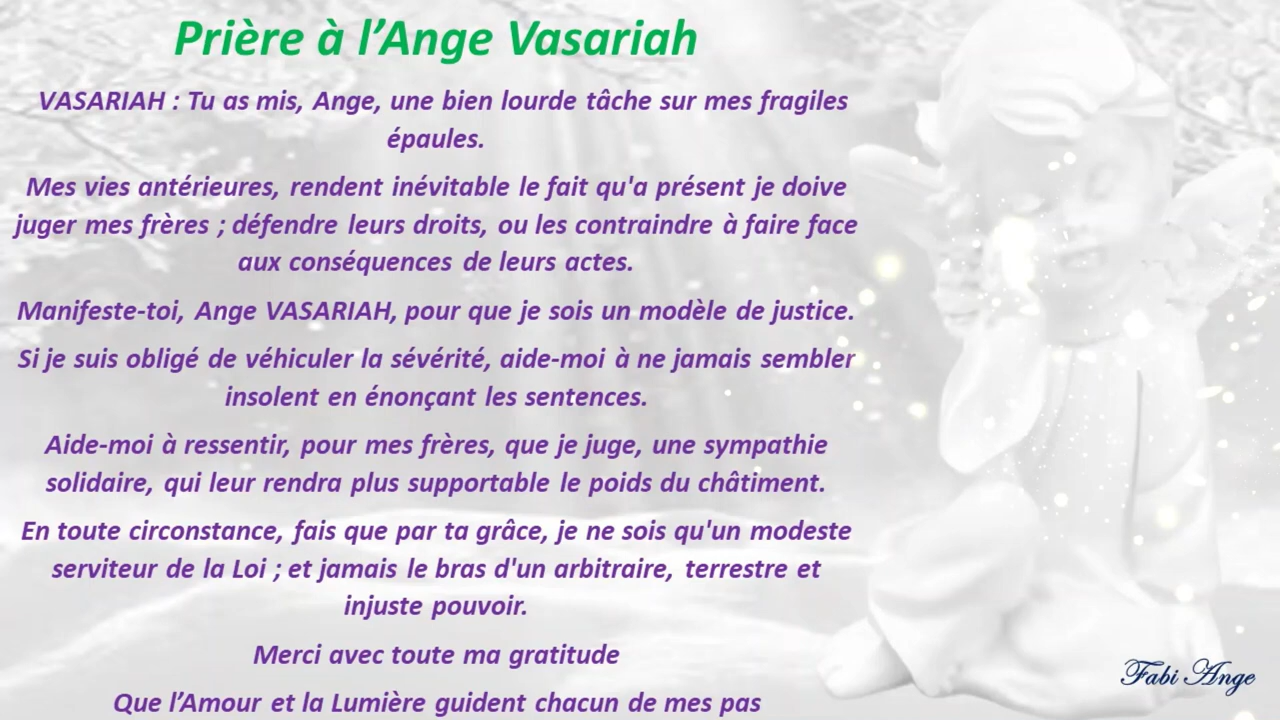 Prière à l’Ange Vasariah
VASARIAH : Tu as mis, Ange, une bien lourde tâche sur mes fragiles
épaules.
Mes vies antérieures, rendent inévitable le fait qu'a présent je doive
juger mes frères ; défendre leurs droits, ou les contraindre à faire face
aux conséquences de leurs actes.
Manifeste-toi, Ange VASARIAH, pour que je sois un modèle de justice.
Si je suis obligé de véhiculer la sévérité, aide-moi à ne jamais sembler
insolent en énonçant les sentences.
Aide-moi à ressentir, pour mes frères, que je juge, une sympathie
solidaire, qui leur rendra plus supportable le poids du châtiment.
En toute circonstance, fais que par ta grâce, je ne sois qu'un modeste
serviteur de la Loi ; et jamais le bras d'un arbitraire, terrestre et
injuste pouvoir.
Merci avec toute ma gratitude
Que l’Amour et la Lumière guident chacun de mes pas
Fabi Ange